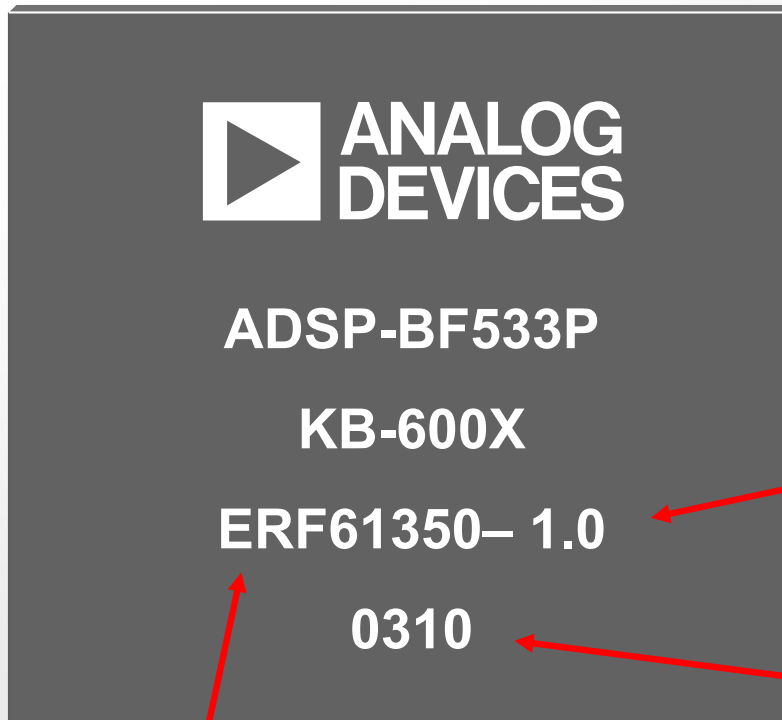 ANALOG
DEVICES
ADSP-BF533P
KB-600X
ERF61350– 1.0
0310